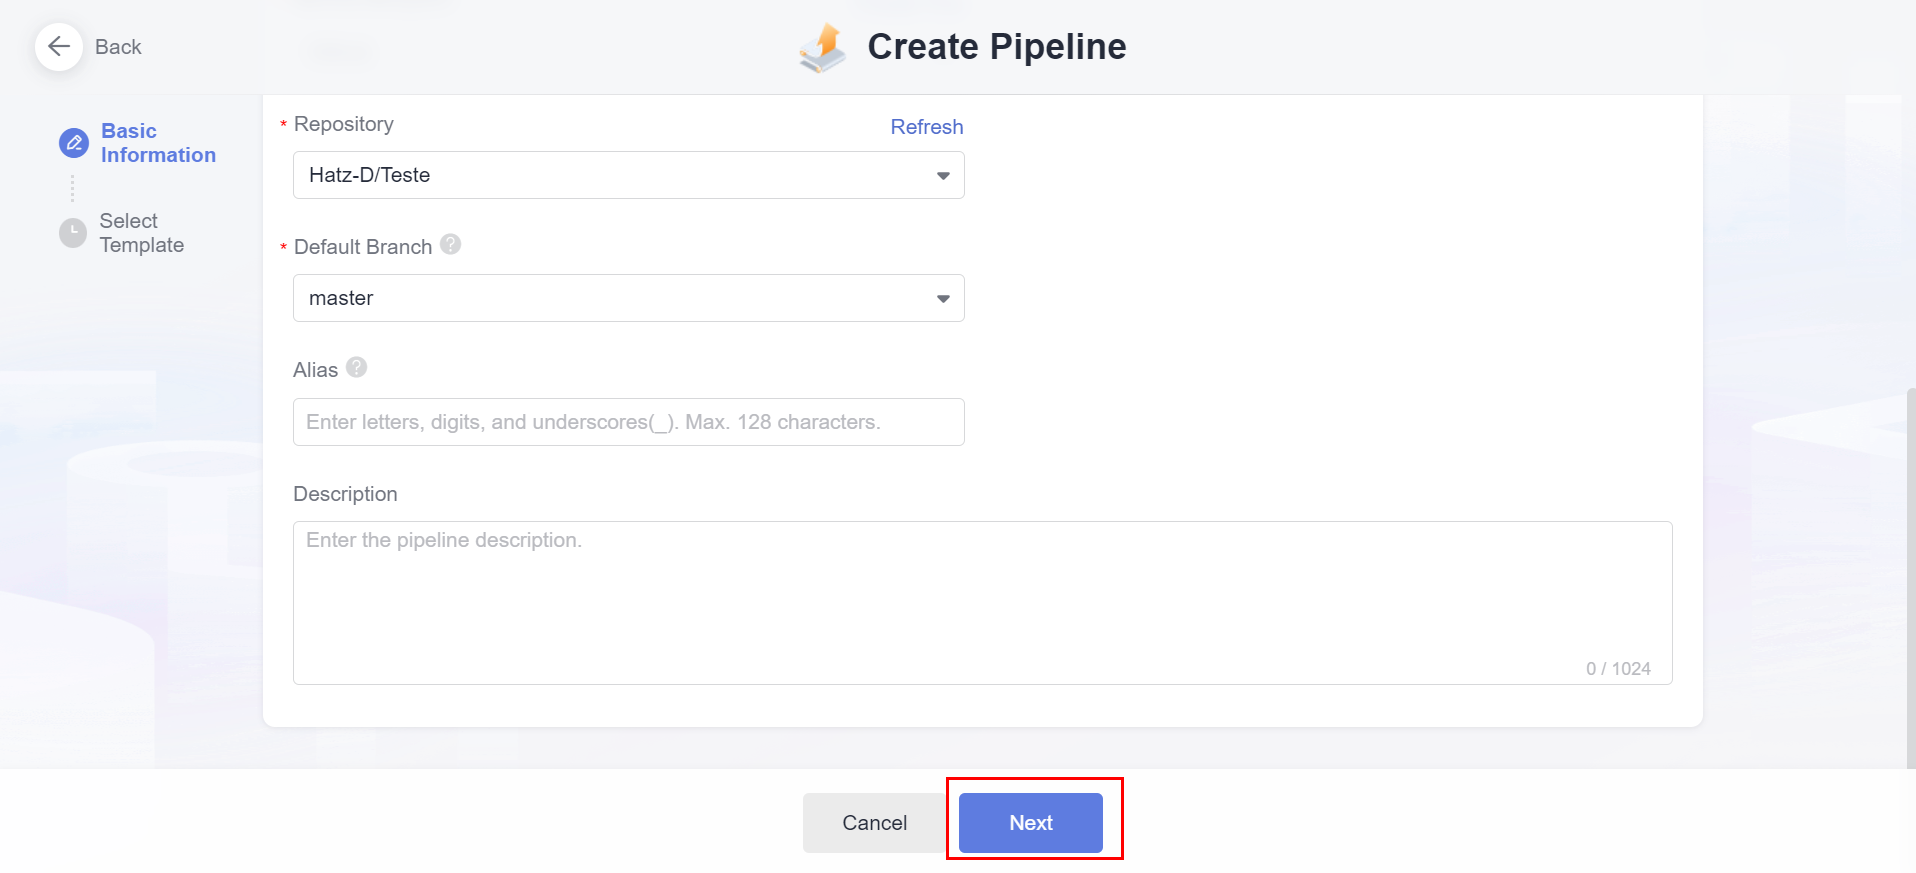 Back
Create Pipeline
Basic
Information
Select
Template
* Repository
Refresh
Hatz-D/Teste
* Default Branch ?
master
Alias ?
Enter letters, digits, and underscores(_). Max. 128 characters.
Description
Enter the pipeline description.
0 / 1024
Cancel
Next